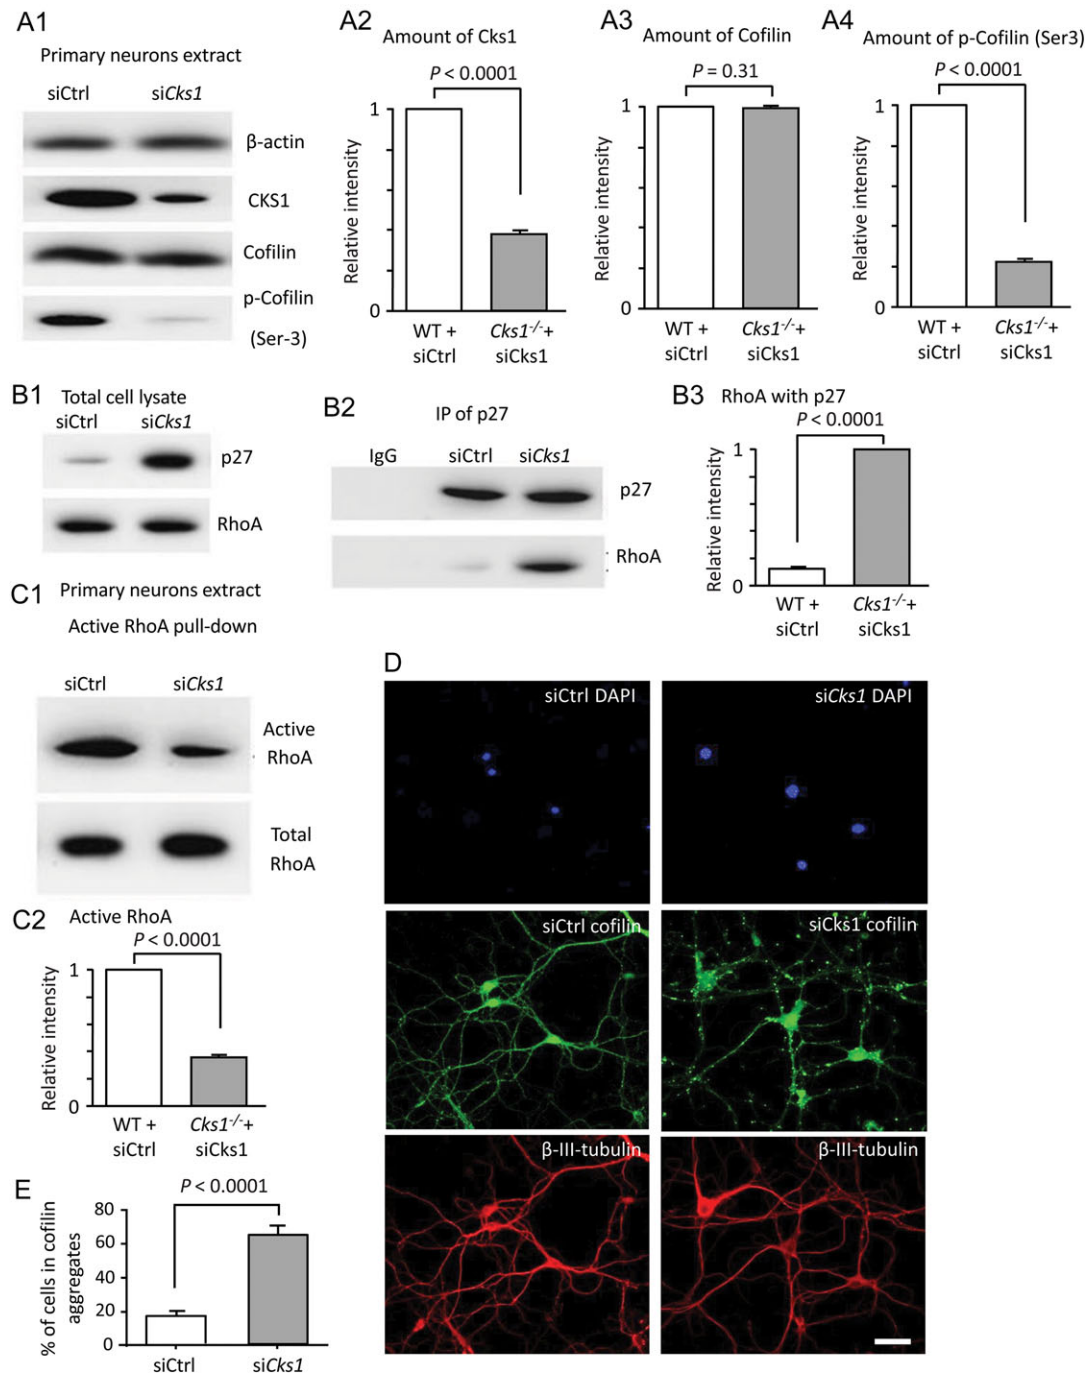 A1
Primary neurons extract
siCtrl siCks1
β-actin
CKS1
Cofilin
p-Cofilin
(Ser-3)
A2
Amount of Cks1
P < 0.0001
1
Relative intensity
0
WT + Cks1-/-+
siCtrl siCks1
A3
Amount of Cofilin
P = 0.31
1
Relative intensity
0
WT + Cks1-/-+
siCtrl siCks1
A4
Amount of p-Cofilin (Ser3)
P < 0.0001
1
Relative intensity
0
WT + Cks1-/-+
siCtrl siCks1
B1
Total cell lysate
siCtrl siCks1
p27
RhoA
B2
IP of p27
IgG siCtrl siCks1
p27
RhoA
B3
RhoA with p27
P < 0.0001
1
Relative intensity
0
WT + Cks1-/-+
siCtrl siCks1
C1
Primary neurons extract
Active RhoA pull-down
siCtrl siCks1
Active
RhoA
Total
RhoA
C2
Active RhoA
P < 0.0001
1
Relative intensity
0
WT + Cks1-/-+
siCtrl siCks1
D
siCtrl DAPI
siCks1 DAPI
siCtrl cofilin
siCks1 cofilin
β-III-tubulin
β-III-tubulin
E
P < 0.0001
80
60
40
20
0
% of cells in cofilin
aggregates
siCtrl siCks1